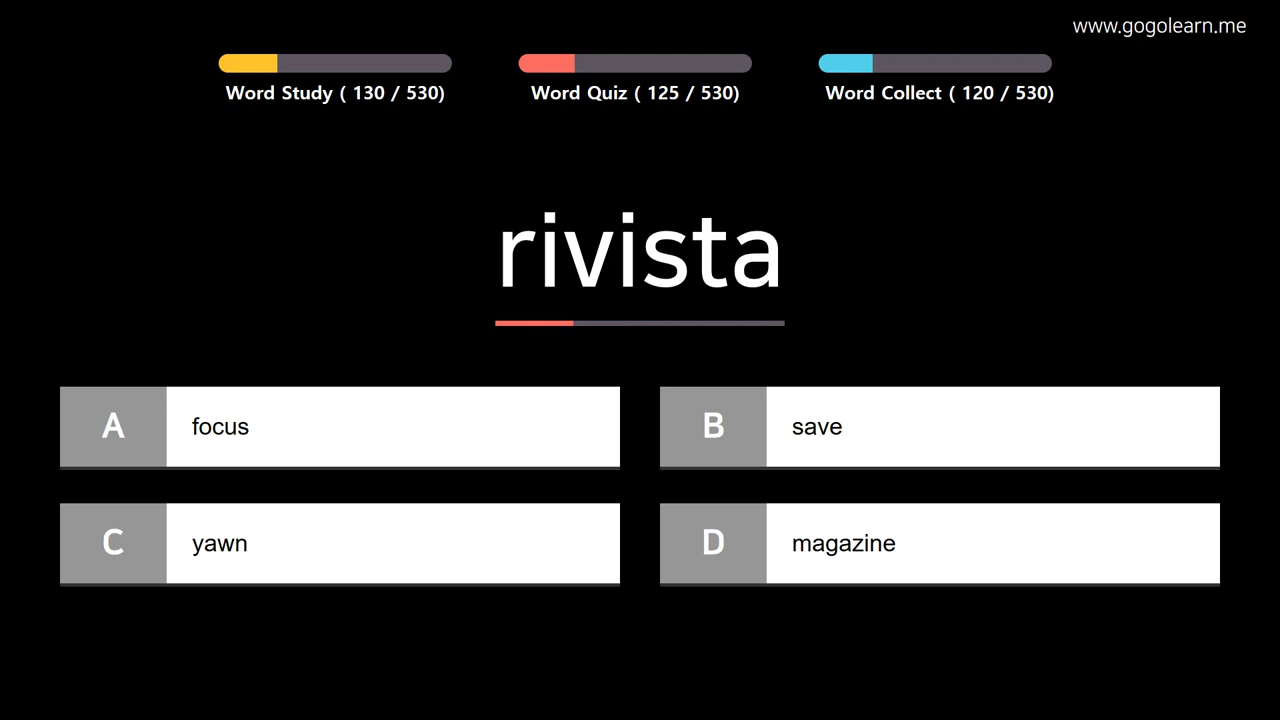 www.gogolearn.me
Word Study ( 130 / 530)
Word Quiz ( 125 / 530)
Word Collect ( 120 / 530)
rivista
A focus
B save
C yawn
D magazine